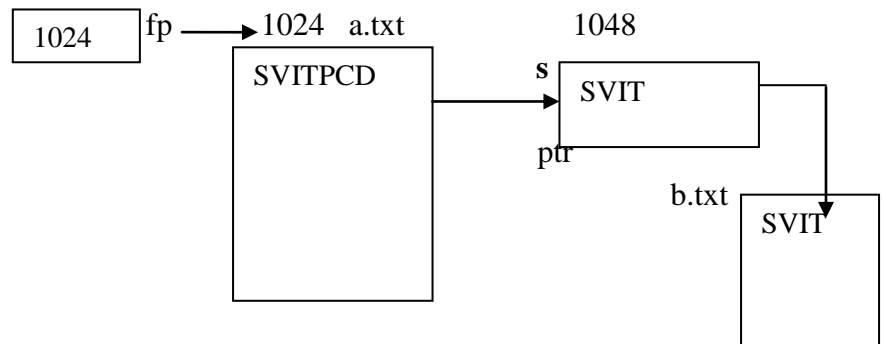 1024 fp 1024 a.txt 1048
SVITPCD s SVIT
ptr
b.txt
SVIT